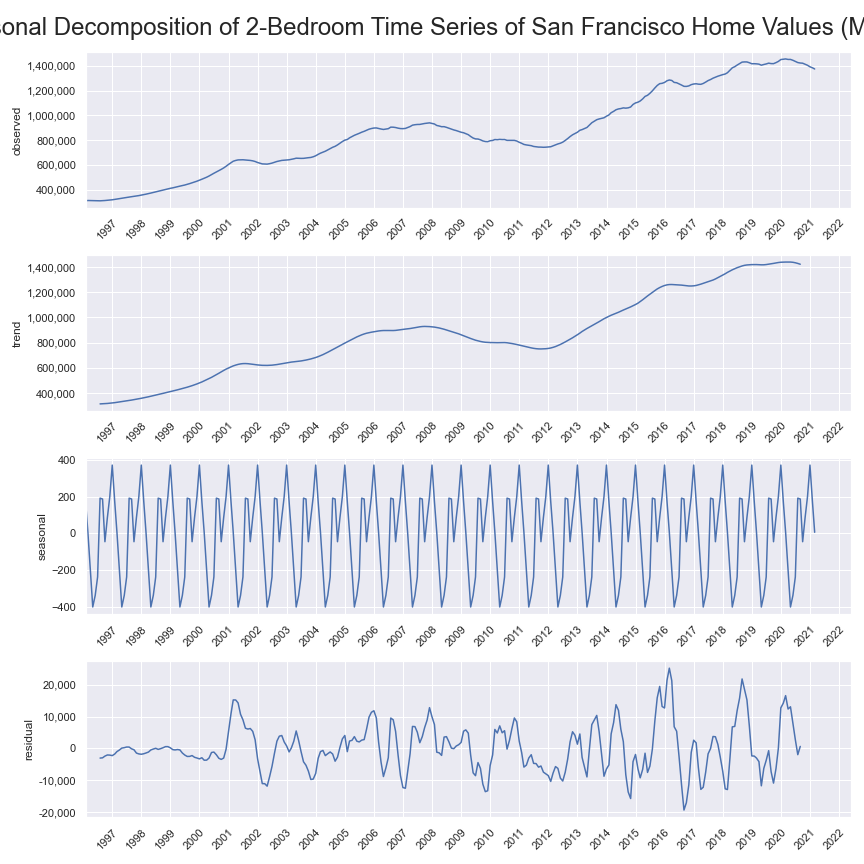 sonal Decomposition of 2-Bedroom Time Series of San Francisco Home Values (M
observed
1,400,000
1,200,000
1,000,000
800,000
600,000
400,000
1997 1998 1999 2000 2001 2002 2003 2004 2005 2006 2007 2008 2009 2010 2011 2012 2013 2014 2015 2016 2017 2018 2019 2020 2021 2022
trend
1,400,000
1,200,000
1,000,000
800,000
600,000
400,000
1997 1998 1999 2000 2001 2002 2003 2004 2005 2006 2007 2008 2009 2010 2011 2012 2013 2014 2015 2016 2017 2018 2019 2020 2021 2022
seasonal
400
200
0
−200
−400
1997 1998 1999 2000 2001 2002 2003 2004 2005 2006 2007 2008 2009 2010 2011 2012 2013 2014 2015 2016 2017 2018 2019 2020 2021 2022
residual
20,000
10,000
0
-10,000
-20,000
1997 1998 1999 2000 2001 2002 2003 2004 2005 2006 2007 2008 2009 2010 2011 2012 2013 2014 2015 2016 2017 2018 2019 2020 2021 2022